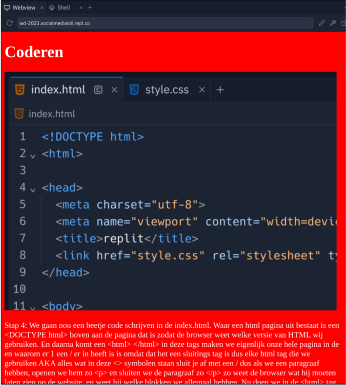 Webview × Shell × +
wd-2023.socialmediasoli.repl.co
Coderen
index.html × style.css × +
index.html
1 <!DOCTYPE html>
2 <html>
3
4 <head>
5 <meta charset="utf-8">
6 <meta name="viewport" content="width=devic
7 <title>replit</title>
8 <link href="style.css" rel="stylesheet" ty
9 </head>
10
11 <body>
Stap 4: We gaan nou een beetje code schrijven in de index.html. Waar een html pagina uit bestaat is een
<DOCTYPE html> boven aan de pagina dat is zodat de browser weet welke versie van HTML wij
gebruiken. En daarna komt een <html> </html> in deze tags maken we eigenlijk onze hele pagina in de
en waarom er 1 een / er in heeft is is omdat dat het een sluitings tag is dus elke html tag die we
gebruiken AKA alles wat in deze <> symbolen staan sluit je af met een / dus als we een paragraaf
hebben, openen we hem zo <p> en sluiten we de paragraaf zo </p> zo weet de browser wat hij moeten
laten zien op de website, en weet hij welke blokken we allemaal hebben. Nu doen we in de <html> tag